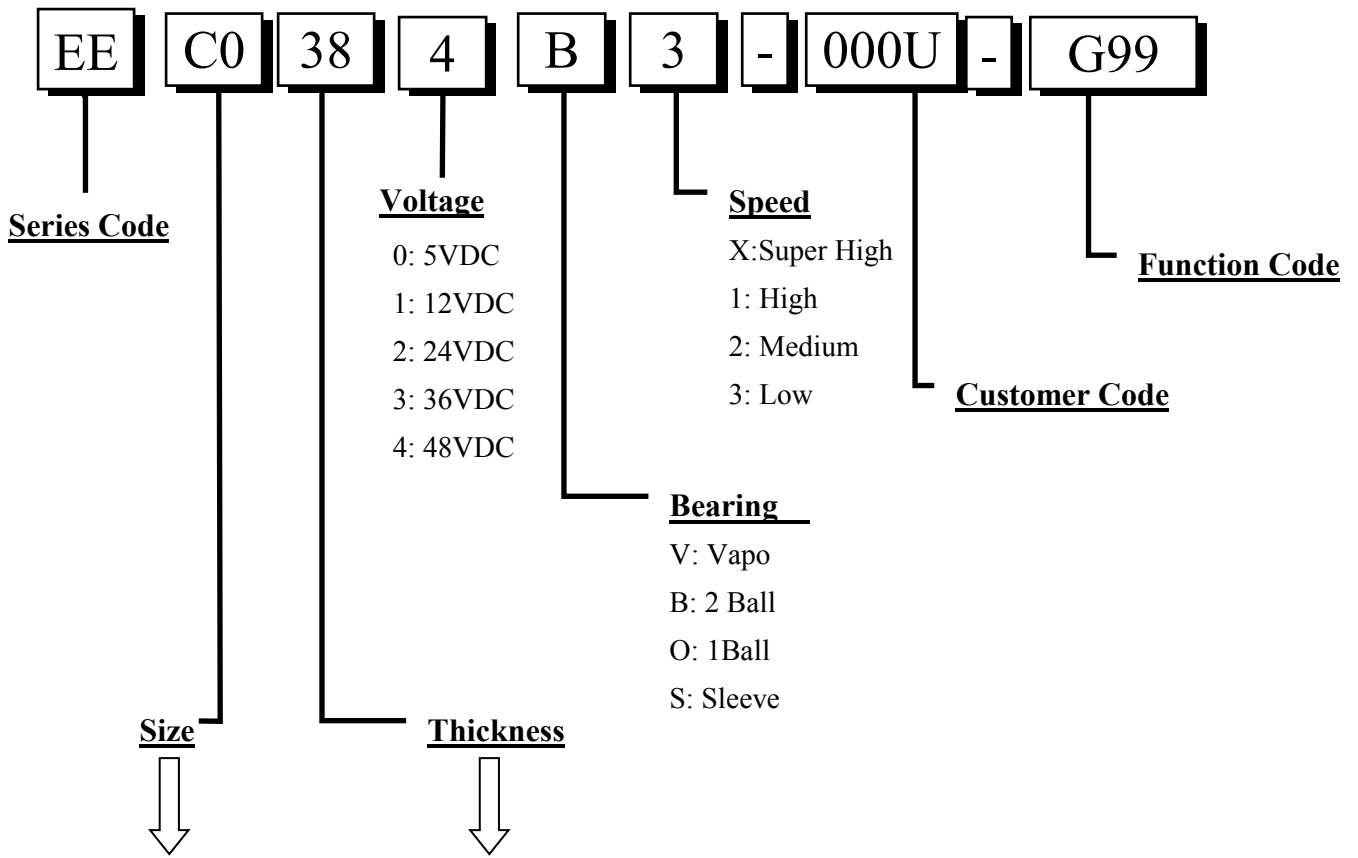 EE C0 38 4 B 3 - 000U - G99
Series Code
Voltage
0: 5VDC
1: 12VDC
2: 24VDC
3: 36VDC
4: 48VDC
Speed
X:Super High
1: High
2: Medium
3: Low
Function Code
Customer Code
Bearing
V: Vapo
B: 2 Ball
O: 1Ball
S: Sleeve
Size
Thickness